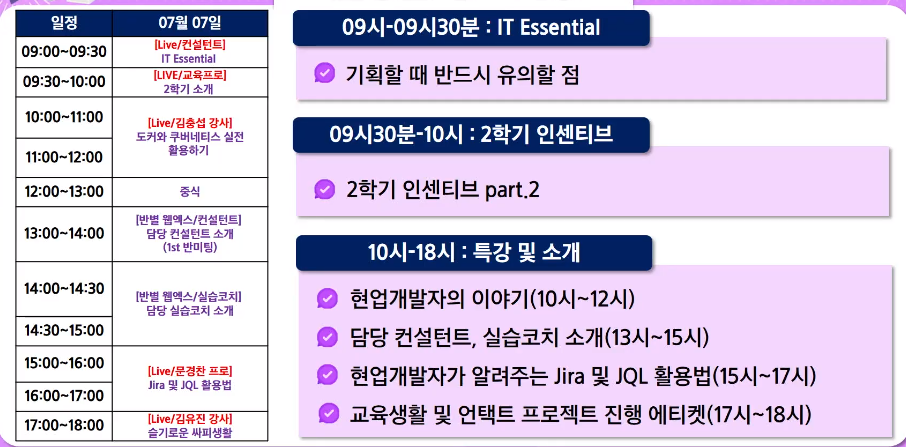 일정 07월 07일
09:00~09:30
[Live/컨설턴트]
IT Essential
09:30~10:00
[LIVE/교육프로]
2학기 소개
10:00~11:00
11:00~12:00
[Live/김충섭 강사]
도커와 쿠버네티스 실전
활용하기
12:00~13:00 중식
13:00~14:00
[반별 웹엑스/컨설턴트]
담당 컨설턴트 소개
(1st 반미팅)
14:00~14:30
14:30~15:00
[반별 웹엑스/실습코치]
담당 실습코치 소개
15:00~16:00
16:00~17:00
[Live/문경찬 프로]
Jira 및 JQL 활용법
17:00~18:00
[Live/김유진 강사]
슬기로운 싸피생활
09시-09시30분 : IT Essential
기획할 때 반드시 유의할 점
09시30분-10시 : 2학기 인센티브
2학기 인센티브 part.2
10시-18시 : 특강 및 소개
현업개발자의 이야기(10시~12시)
담당 컨설턴트, 실습코치 소개(13시~15시)
현업개발자가 알려주는 Jira 및 JQL 활용법(15시~17시)
교육생활 및 언택트 프로젝트 진행 에티켓(17시~18시)